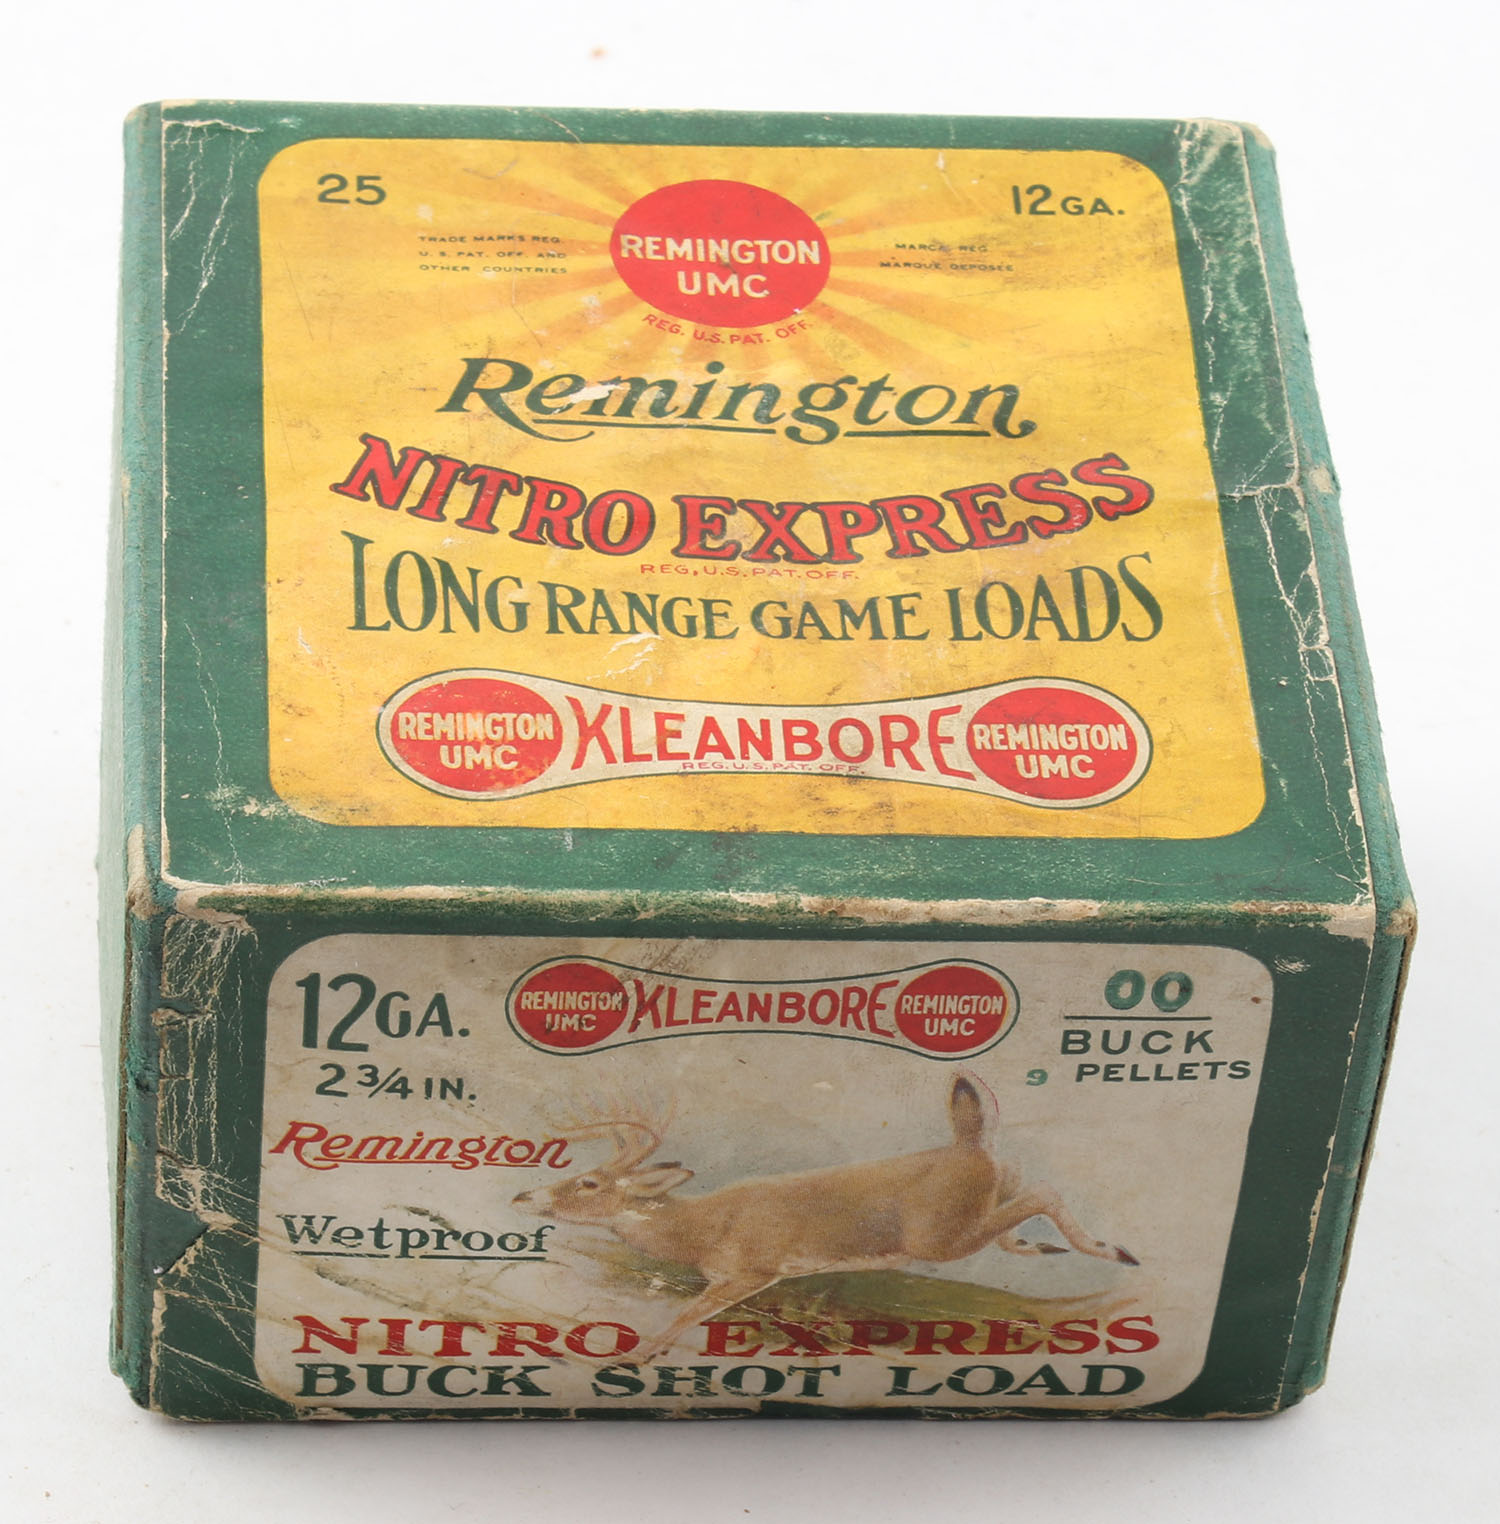 25
12GA.
TRADE MARKS REG.
U.S. PAT. OFF. AND
OTHER COUNTRIES
REMINGTON
UMC
REG. U.S. PAT. OFF.
MARCA REG.
MARQUE DEPOSÉE
Remington
NITRO EXPRESS
REG. U.S. PAT. OFF.
LONG RANGE GAME LOADS
REMINGTON
UMC
KLEANBORE
REG. U.S. PAT. OFF.
REMINGTON
UMC
12GA.
2 3/4 IN.
REMINGTON
UMC
KLEANBORE
REMINGTON
UMC
00
BUCK
9 PELLETS
Remington
Wetproof
NITRO EXPRESS
BUCK SHOT LOAD